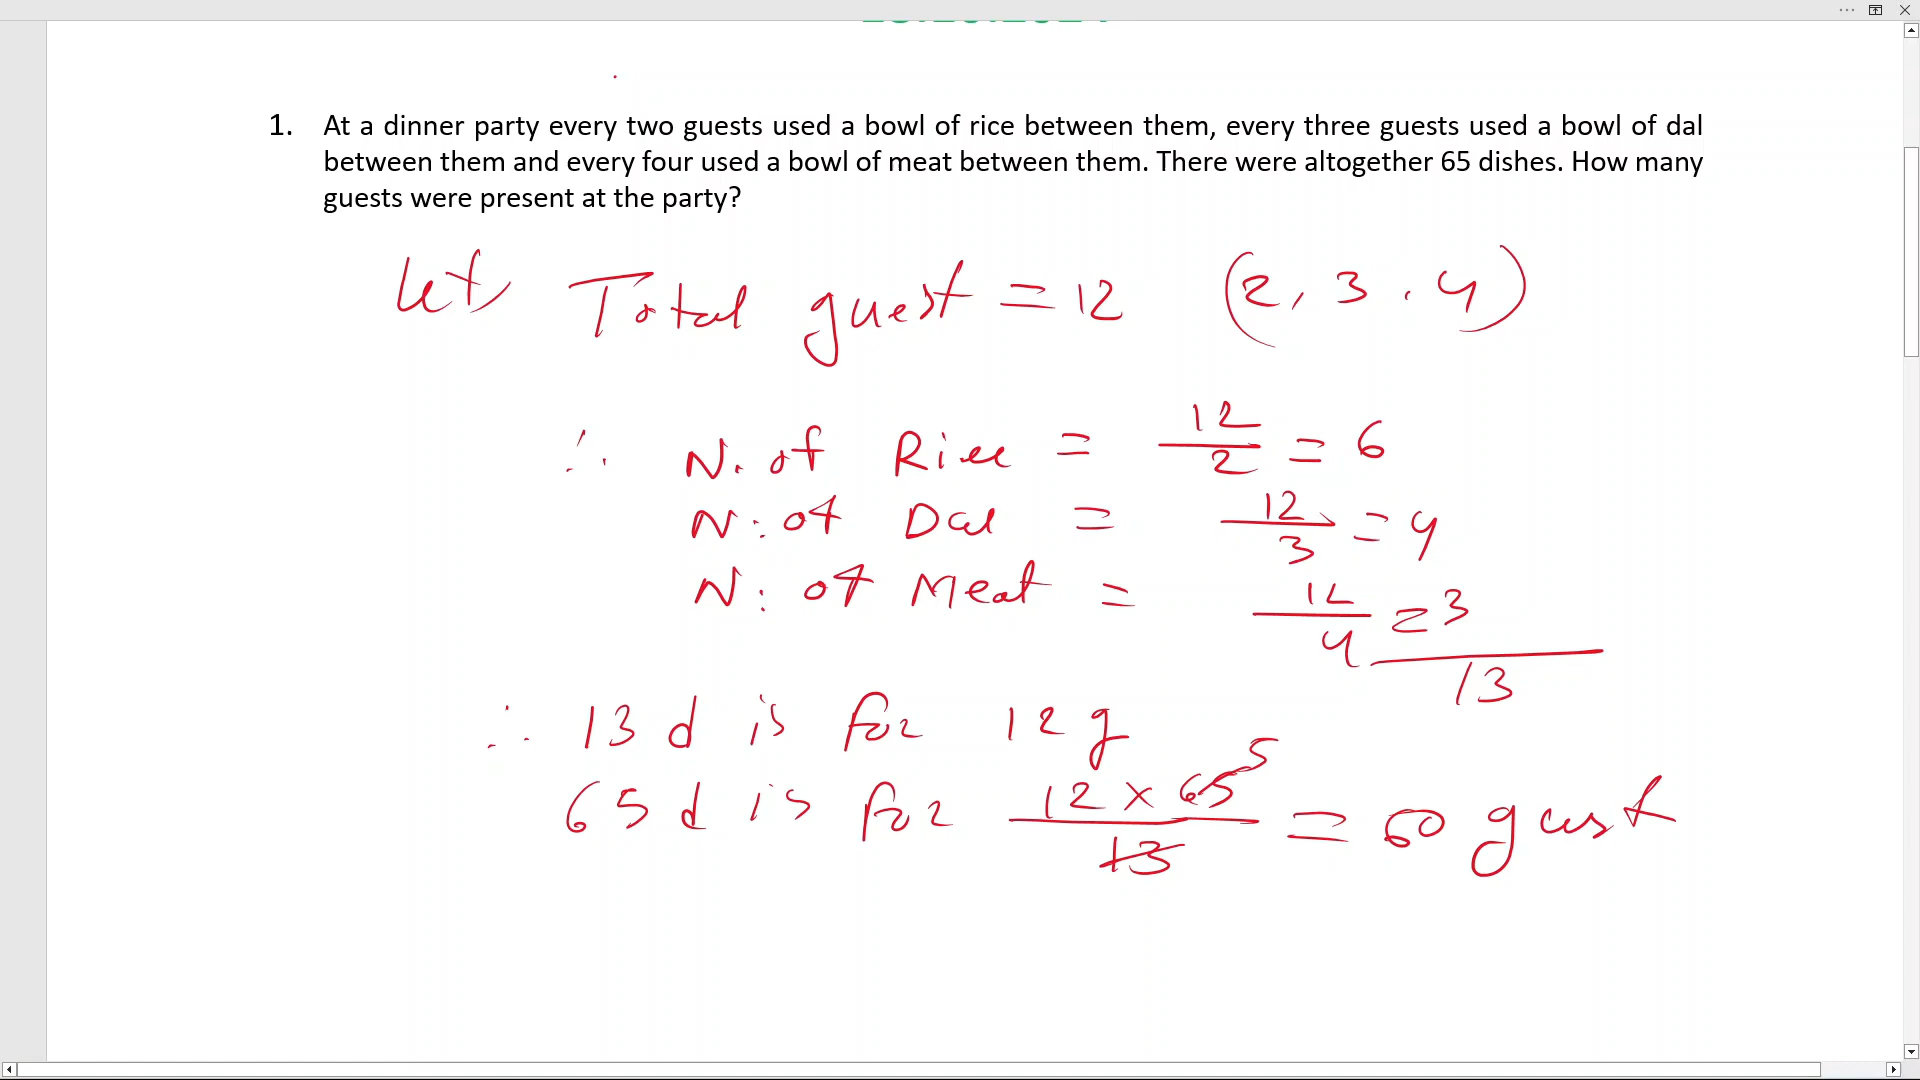 1. At a dinner party every two guests used a bowl of rice between them, every three guests used a bowl of dal
between them and every four used a bowl of meat between them. There were altogether 65 dishes. How many
guests were present at the party?
let Total guest = 12 (2, 3, 4)
∴ N. of Rice = 12/2 = 6
N: of Dal = 12/3 = 4
N: of Meat = 12/4 = 3
13
∴ 13 d is for 12 g
65 d is for 12 × 65/13 5 = 60 gust